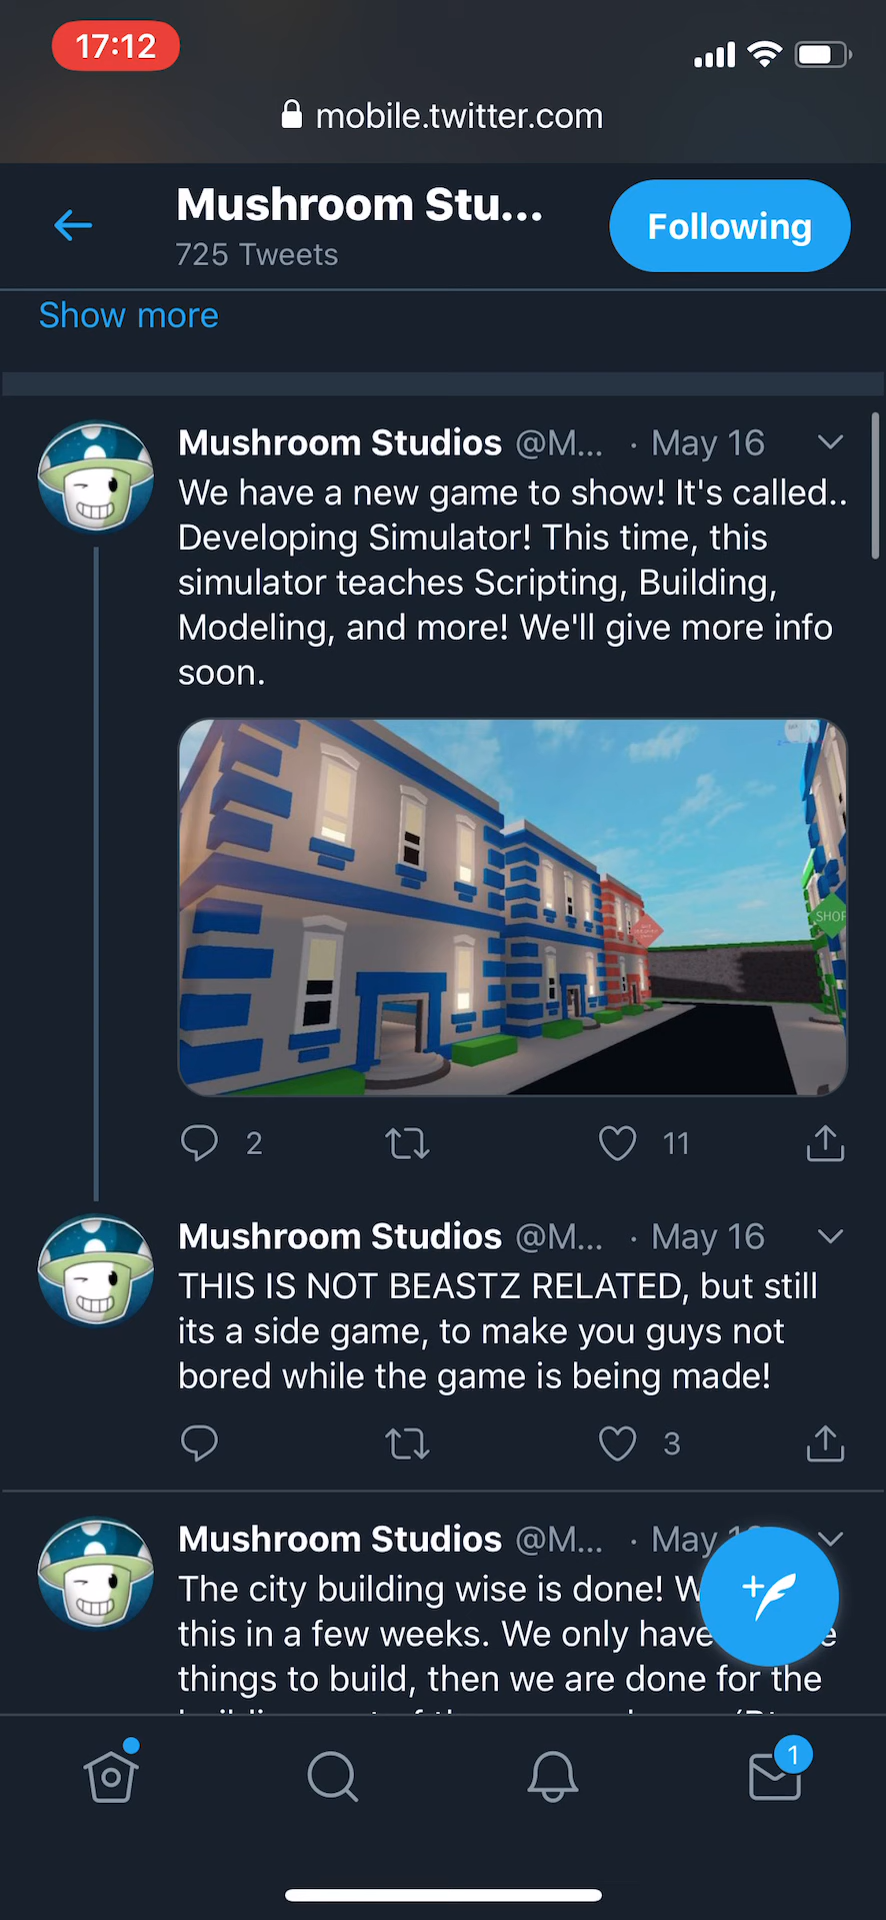 17:12
mobile.twitter.com
Mushroom Stu...
725 Tweets
Following
Show more
Mushroom Studios @M... · May 16
We have a new game to show! It's called..
Developing Simulator! This time, this
simulator teaches Scripting, Building,
Modeling, and more! We'll give more info
soon.
SHOP
2
11
Mushroom Studios @M... · May 16
THIS IS NOT BEASTZ RELATED, but still
its a side game, to make you guys not
bored while the game is being made!
3
Mushroom Studios @M... · May
The city building wise is done!
this in a few weeks. We only have
things to build, then we are done for the
1